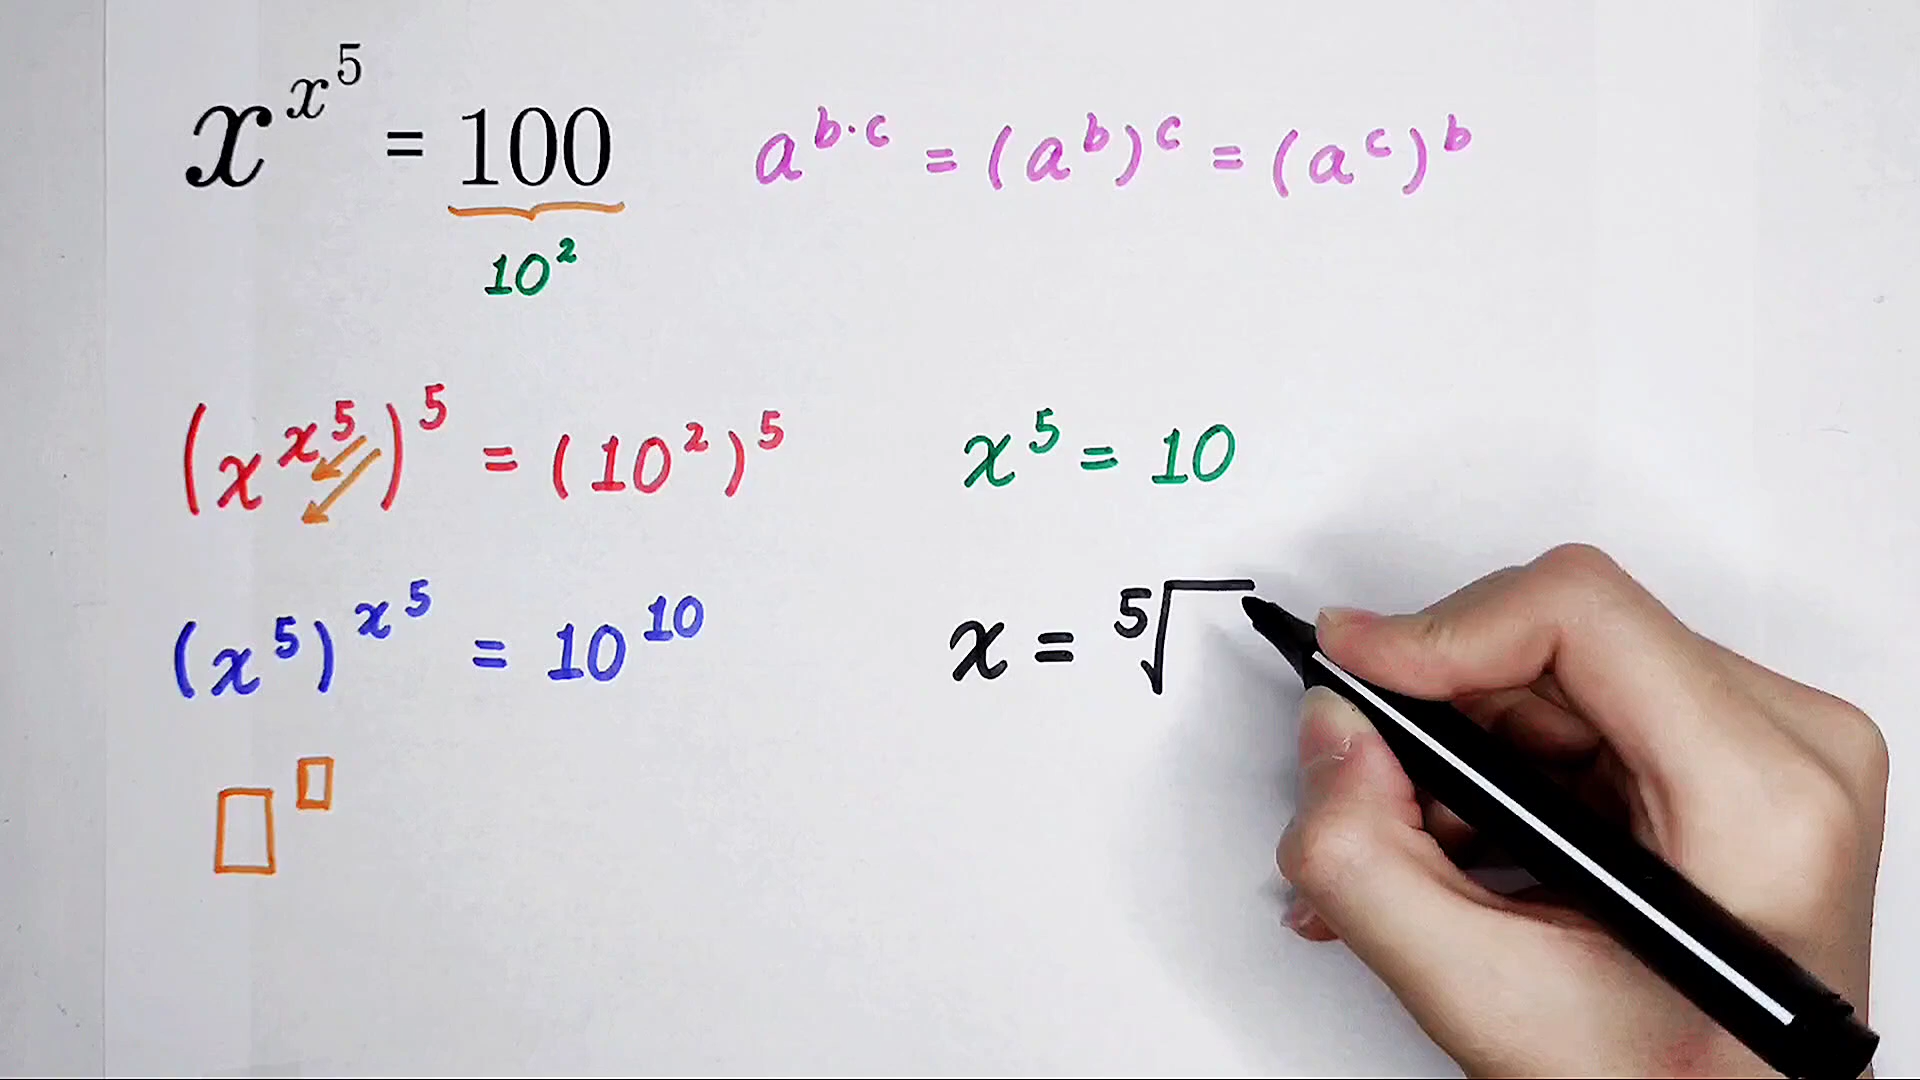 x^{x^5} = 100
10^2
a^{b·c} = (a^b)^c = (a^c)^b
(x^{x^5})^5 = (10^2)^5
x^5 = 10
(x^5)^{x^5} = 10^{10}
x = ⁵√
□^□